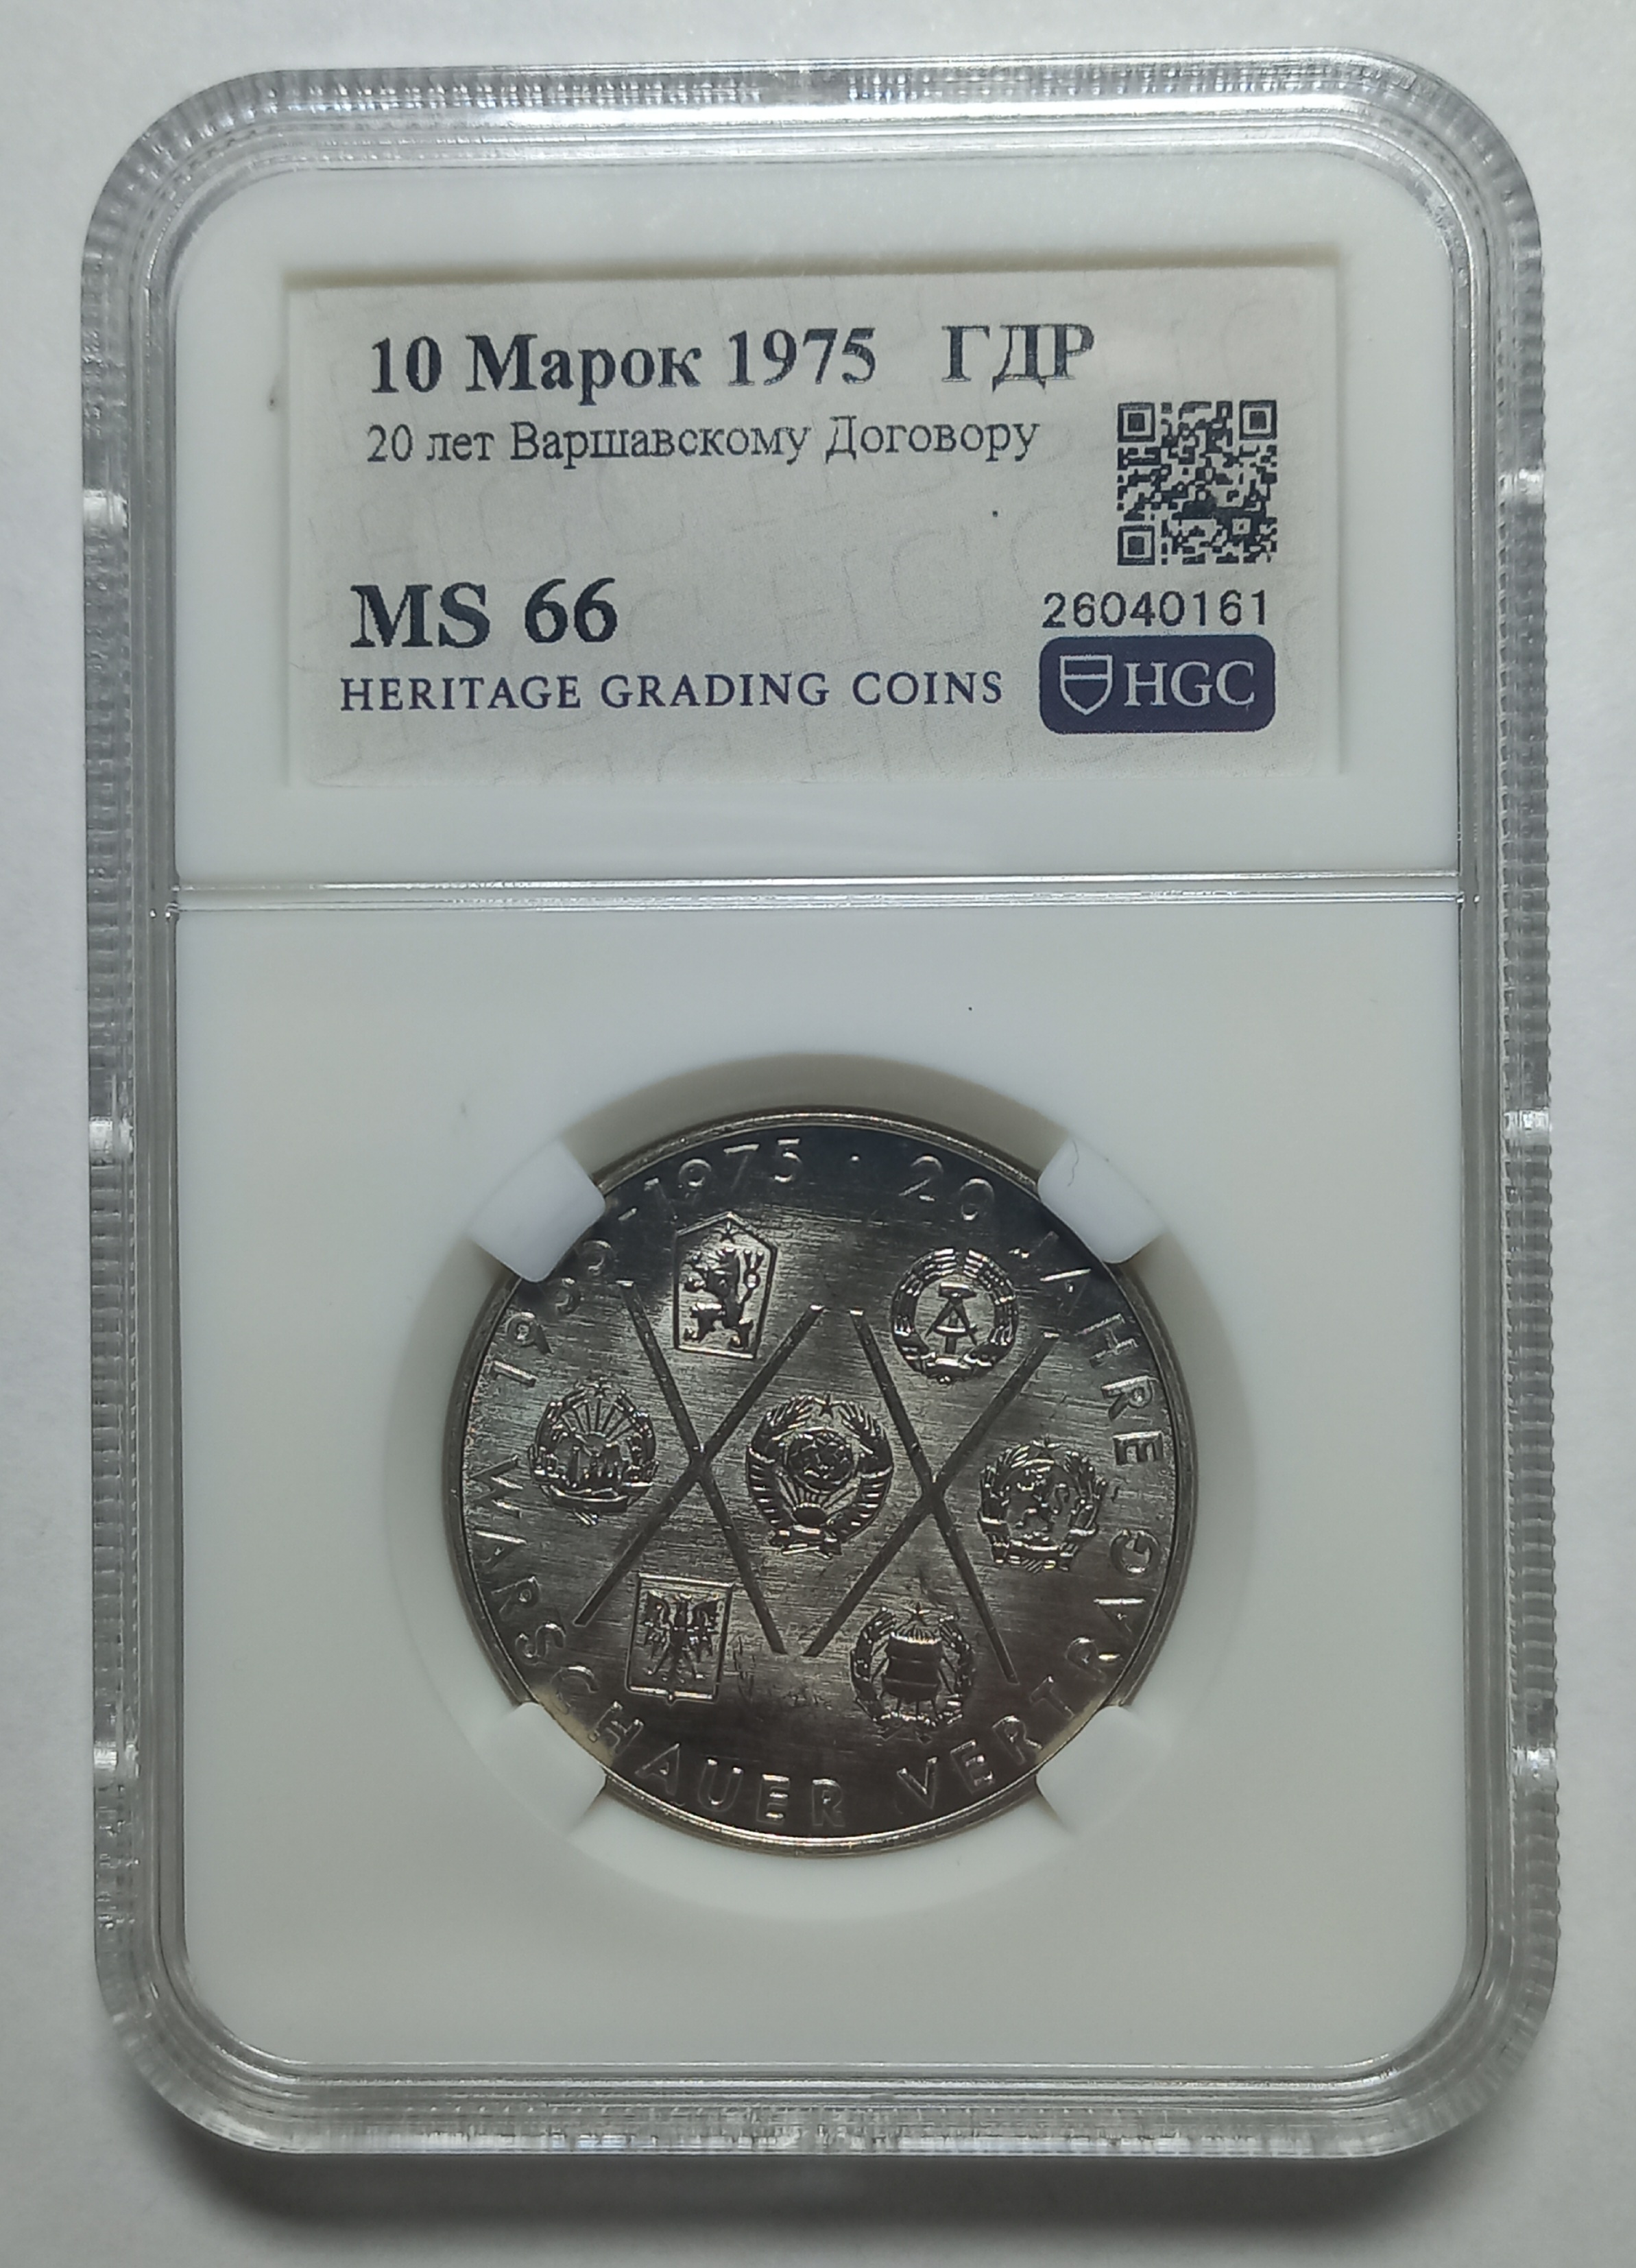 10 Марок 1975 ГДР
20 лет Варшавскому Договору
MS 66
26040161
HERITAGE GRADING COINS
HGC
1955-1975 · 20 JAHRE
WARSCHAUER VERTRAG